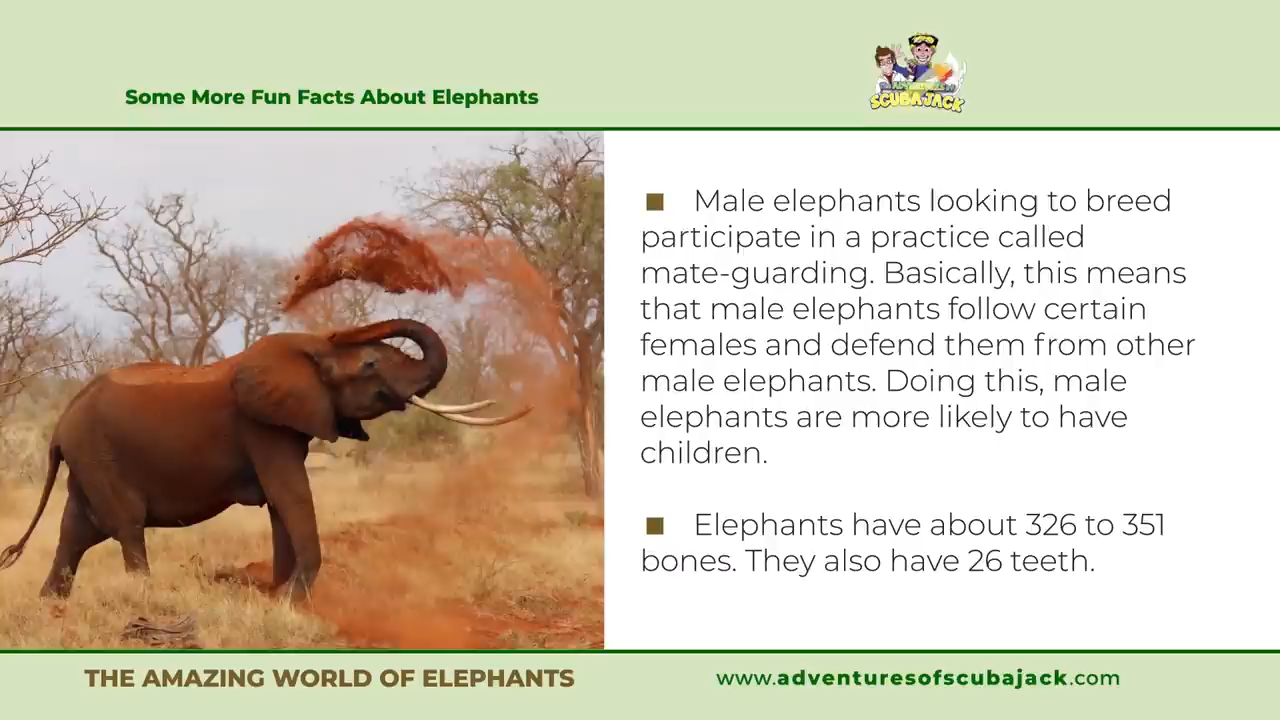 Some More Fun Facts About Elephants
SCUBA JACK
■ Male elephants looking to breed
participate in a practice called
mate-guarding. Basically, this means
that male elephants follow certain
females and defend them from other
male elephants. Doing this, male
elephants are more likely to have
children.
■ Elephants have about 326 to 351
bones. They also have 26 teeth.
THE AMAZING WORLD OF ELEPHANTS
www.adventuresofscubajack.com